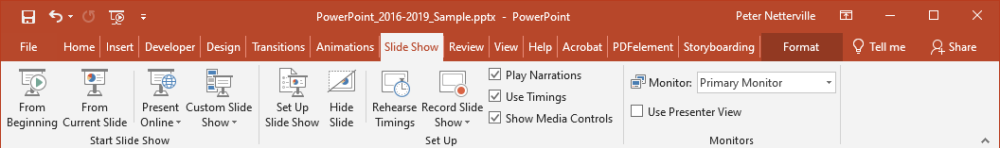 PowerPoint_2016-2019_Sample.pptx - PowerPoint
Peter Netterville
File Home Insert Developer Design Transitions Animations Slide Show Review View Help Acrobat PDFelement Storyboarding Format Tell me Share
From Beginning
From Current Slide
Present Online
Custom Slide Show
Start Slide Show
Set Up Slide Show
Hide Slide
Rehearse Timings
Record Slide Show
Play Narrations
Use Timings
Show Media Controls
Set Up
Monitor: Primary Monitor
Use Presenter View
Monitors